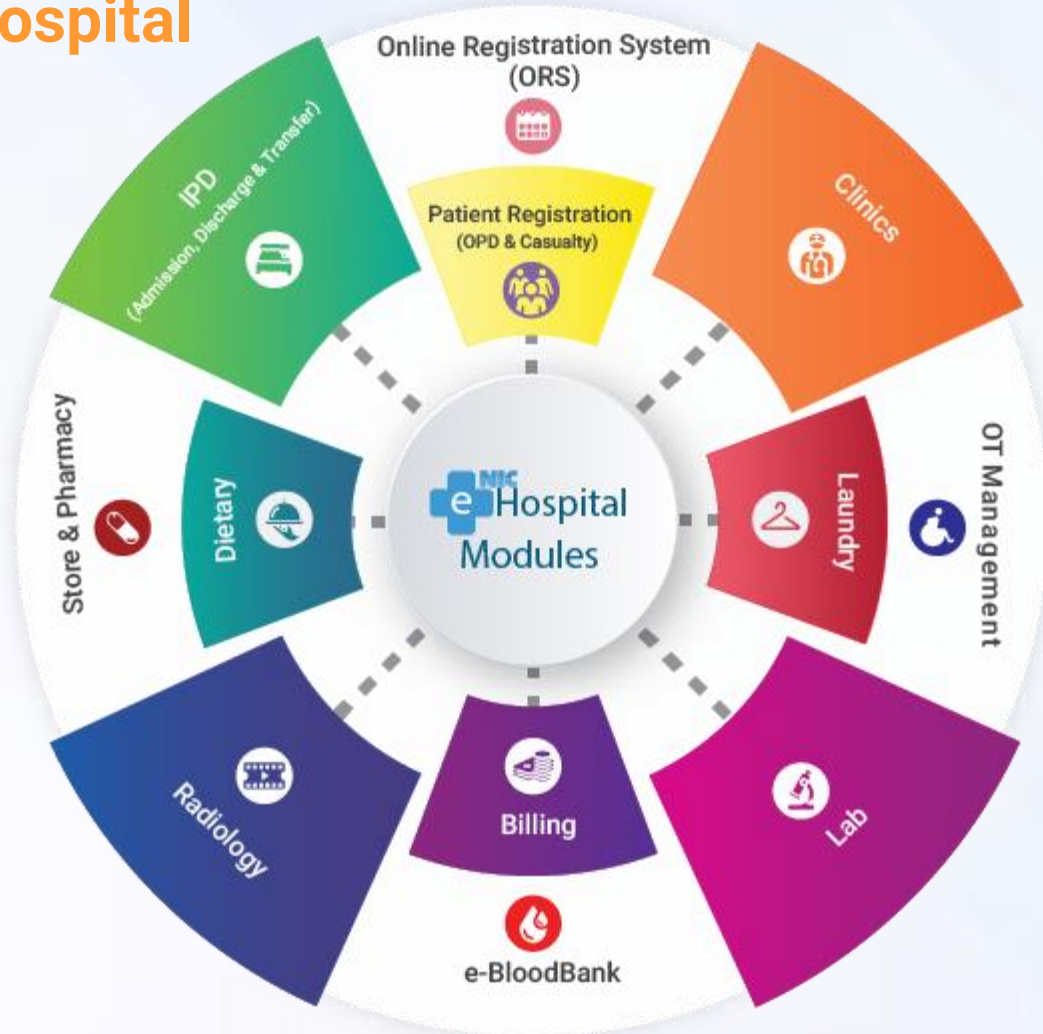 ospital
Online Registration System
(ORS)
Patient Registration
(OPD & Casualty)
IPD
(Admission, Discharge & Transfer)
Clinics
Store & Pharmacy
Dietary
NIC
eHospital
Modules
Laundry
OT Management
Radiology
Billing
Lab
e-BloodBank